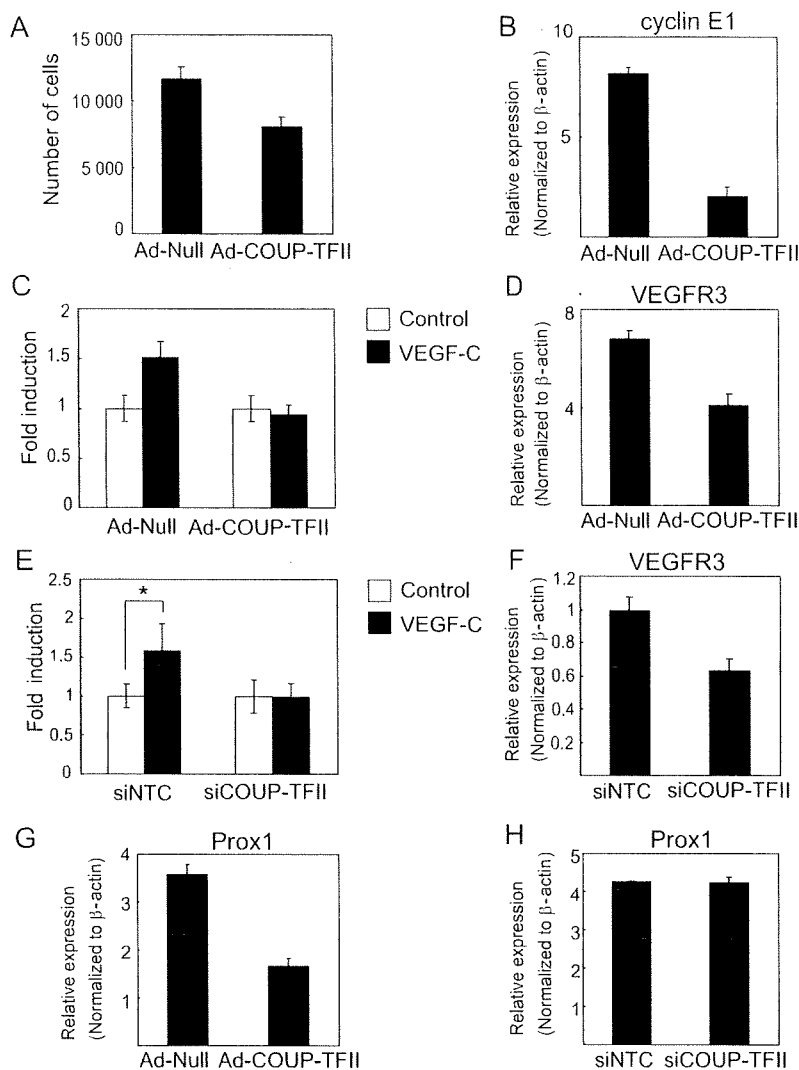 A
Number of cells
15 000
10 000
5 000
0
Ad-Null Ad-COUP-TFII
B
cyclin E1
Relative expression
(Normalized to β-actin)
10
5
Ad-Null Ad-COUP-TFII
C
Fold induction
2
1.5
1
0.5
0
Ad-Null Ad-COUP-TFII
Control
VEGF-C
D
VEGFR3
Relative expression
(Normalized to β-actin)
8
4
Ad-Null Ad-COUP-TFII
E
Fold induction
2.5
2
1.5
1
0.5
0
*
siNTC siCOUP-TFII
Control
VEGF-C
F
VEGFR3
Relative expression
(Normalized to β-actin)
1.2
1
0.8
0.6
0.4
0.2
siNTC siCOUP-TFII
G
Prox1
Relative expression
(Normalized to β-actin)
4
3
2
1
Ad-Null Ad-COUP-TFII
H
Prox1
Relative expression
(Normalized to β-actin)
5
4
3
2
1
siNTC siCOUP-TFII